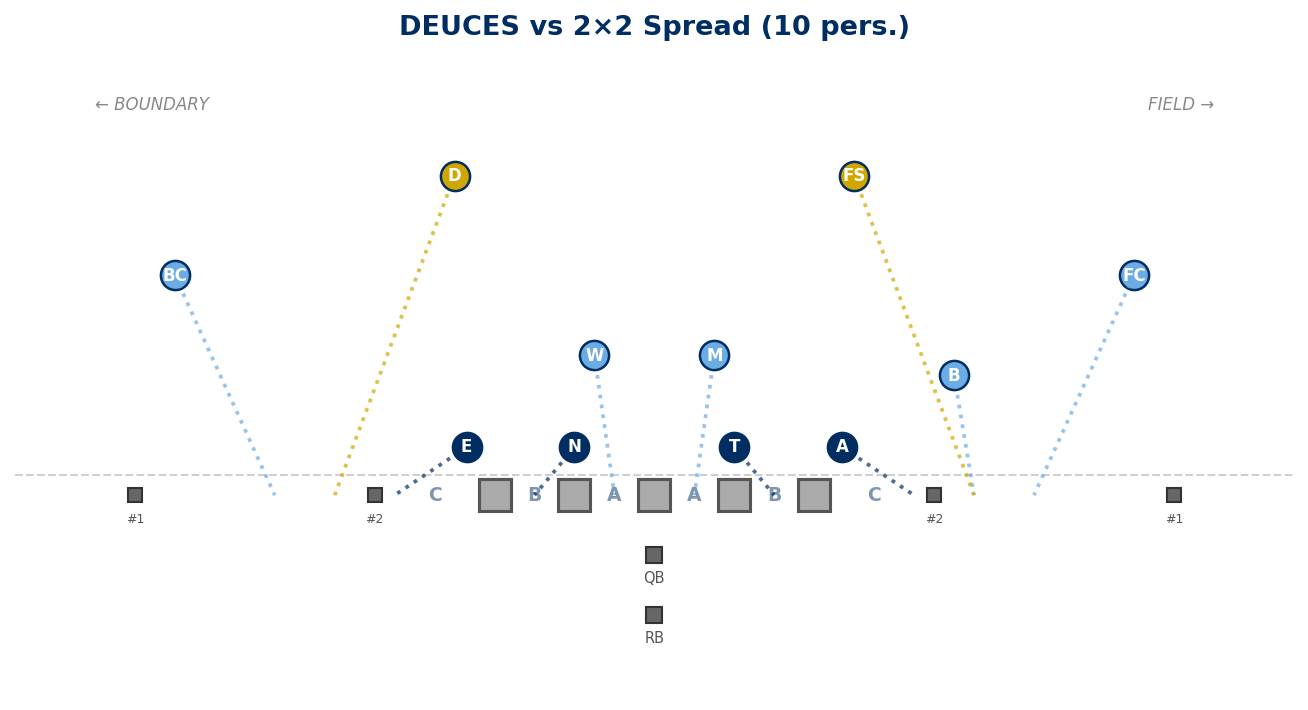 DEUCES vs 2×2 Spread (10 pers.)
← BOUNDARY
FIELD →
D
FS
BC
FC
W
M
B
E
N
T
A
C
B
A
A
B
C
#1
#2
#2
#1
QB
RB